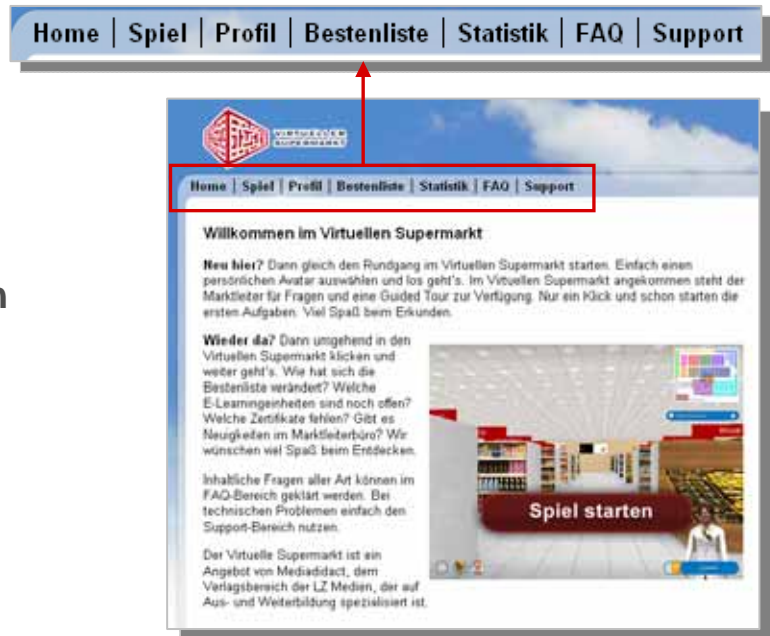 Home | Spiel | Profil | Bestenliste | Statistik | FAQ | Support
VIRTUELLER
SUPERMARKT
Home | Spiel | Profil | Bestenliste | Statistik | FAQ | Support
Willkommen im Virtuellen Supermarkt
Neu hier? Dann gleich den Rundgang im Virtuellen Supermarkt starten. Einfach einen
persönlichen Avatar auswählen und los geht's. Im Virtuellen Supermarkt angekommen steht der
Marktleiter für Fragen und eine Guided Tour zur Verfügung. Nur ein Klick und schon starten die
ersten Aufgaben. Viel Spaß beim Erkunden.
Wieder da? Dann umgehend in den
Virtuellen Supermarkt klicken und
weiter geht's. Wie hat sich die
Bestenliste verändert? Welche
E-Learningeinheiten sind noch offen?
Welche Zertifikate fehlen? Gibt es
Neuigkeiten im Marktleiterbüro? Wir
wünschen viel Spaß beim Entdecken.
Inhaltliche Fragen aller Art können im
FAQ-Bereich geklärt werden. Bei
technischen Problemen einfach den
Support-Bereich nutzen.
Der Virtuelle Supermarkt ist ein
Angebot von Mediadidact, dem
Verlagsbereich der LZ Medien, der auf
Aus- und Weiterbildung spezialisiert ist.
Spiel starten
n